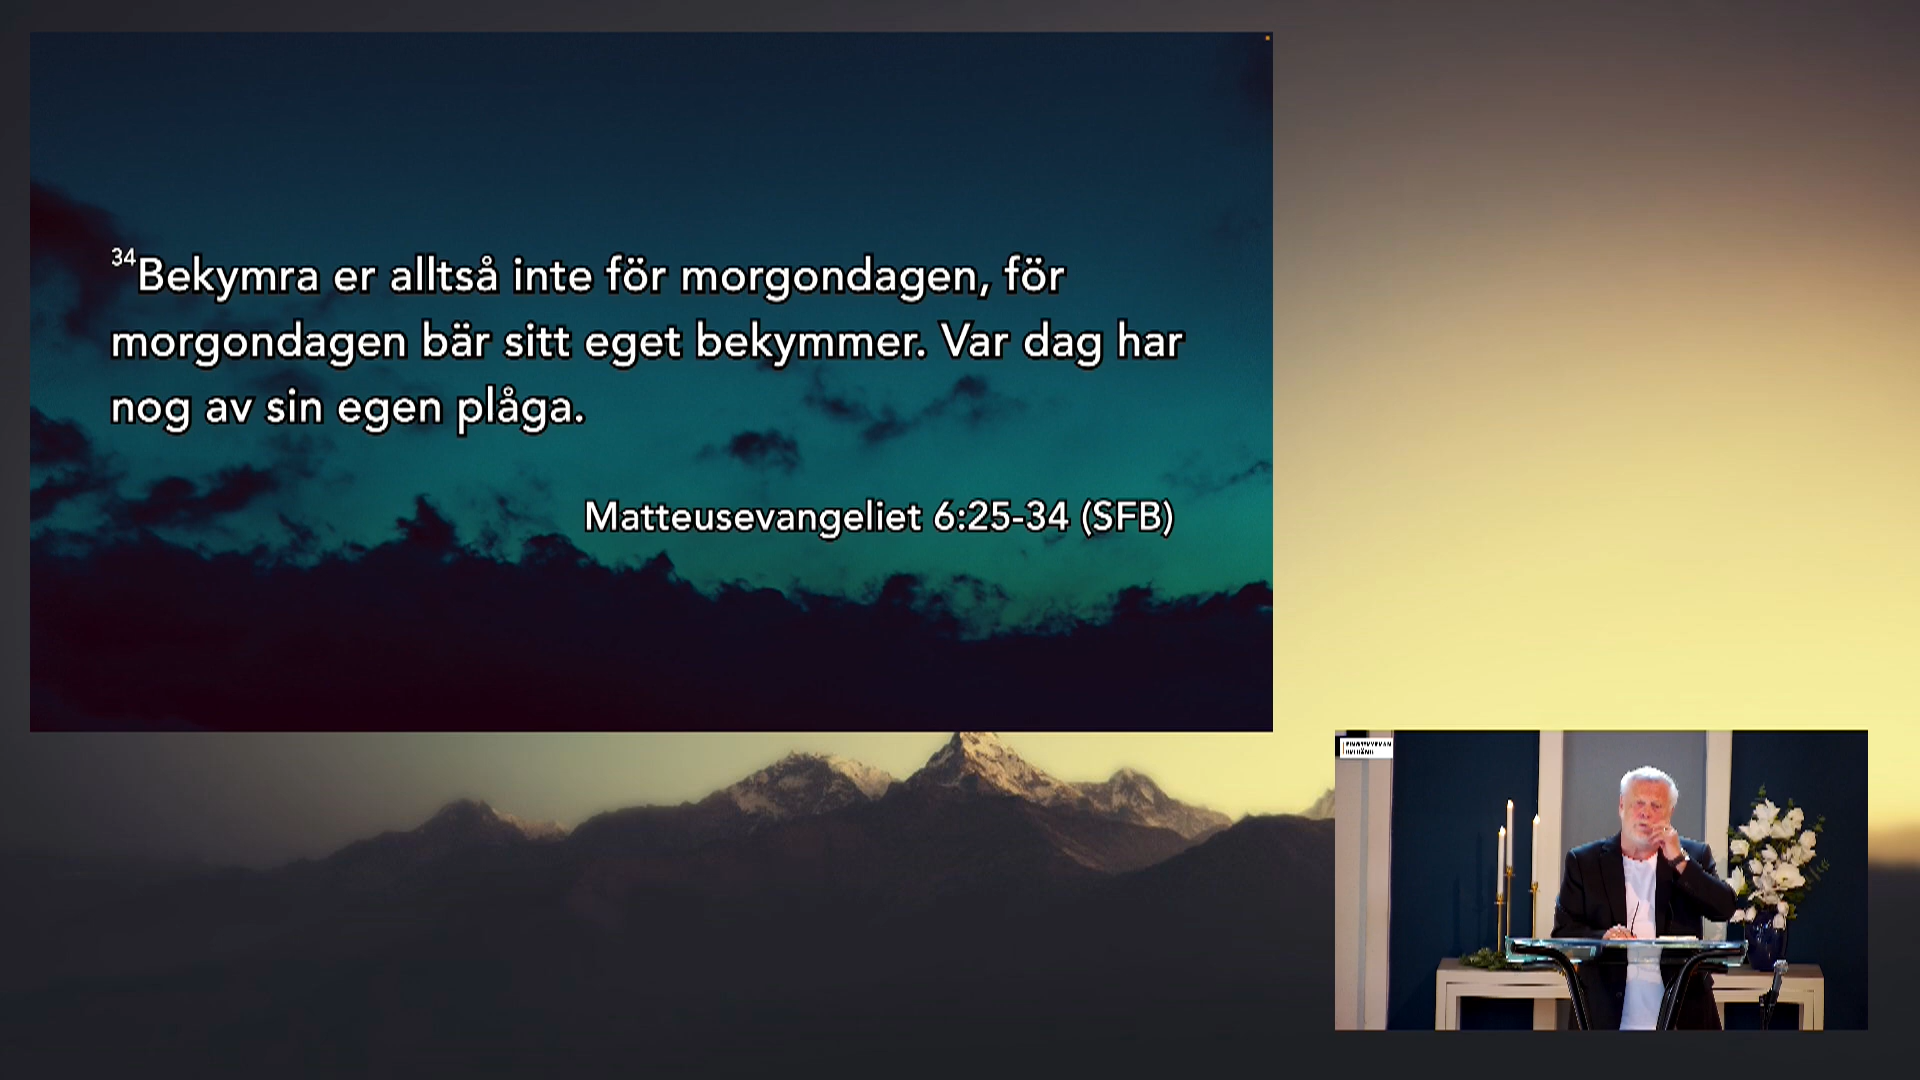 34Bekymra er alltså inte för morgondagen, för
morgondagen bär sitt eget bekymmer. Var dag har
nog av sin egen plåga.
Matteusevangeliet 6:25-34 (SFB)